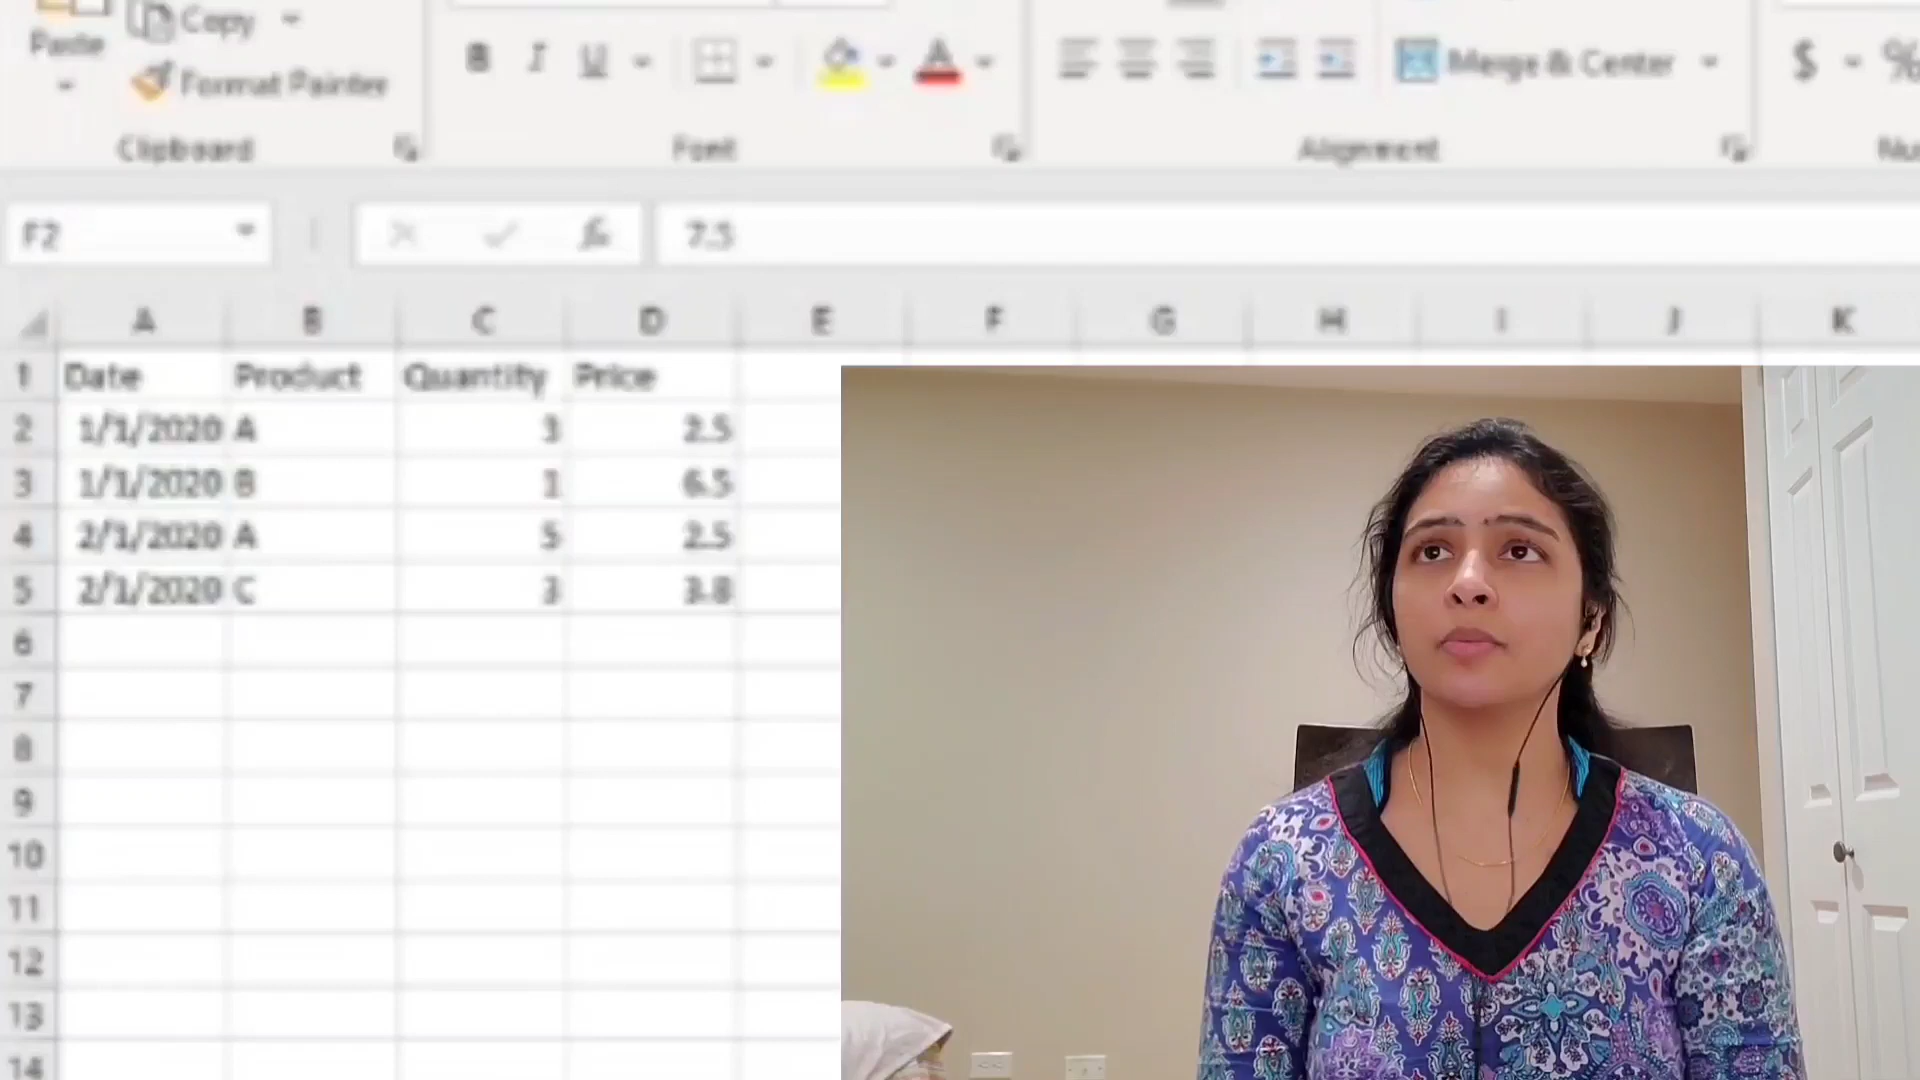 Paste
Copy
Format Painter
B I U
A
Merge & Center
$ %
Clipboard
Font
Alignment
F2
fx
7.5
A B C D E F G H I J K
1 Date Product Quantity Price
2 1/1/2020 A 3 2.5
3 1/1/2020 B 1 6.5
4 2/1/2020 A 5 2.5
5 2/1/2020 C 3 3.8
6
7
8
9
10
11
12
13
14